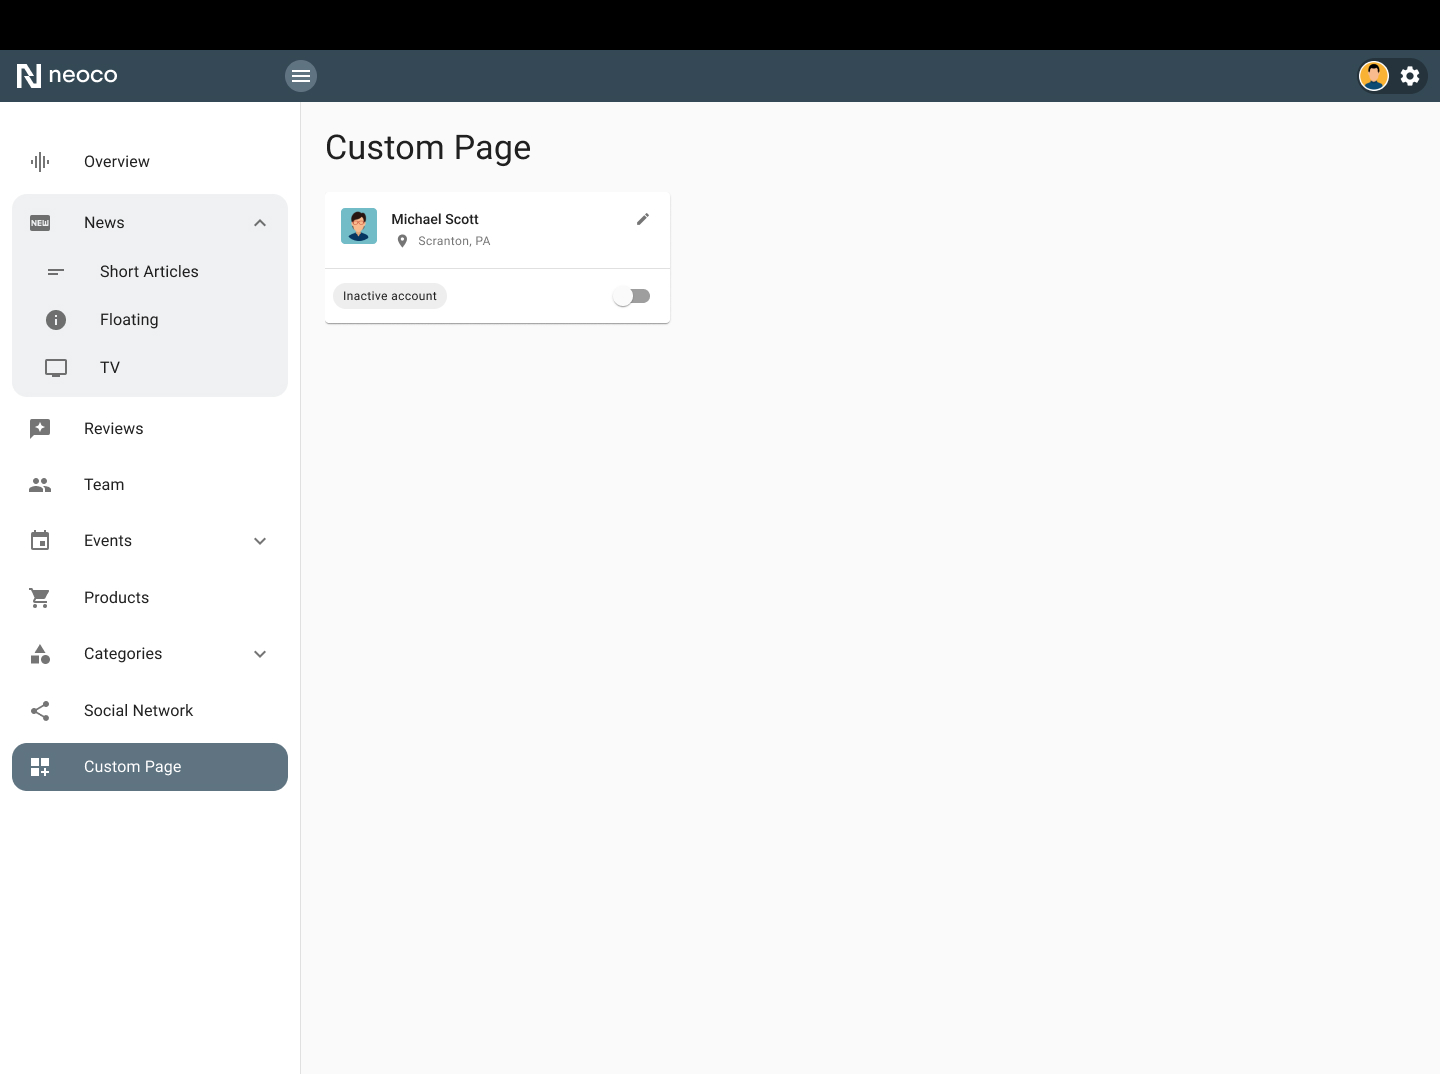 neoco
Custom Page
Overview
NEW
News
Short Articles
Floating
TV
Reviews
Team
Events
Products
Categories
Social Network
Custom Page
Michael Scott
Scranton, PA
Inactive account